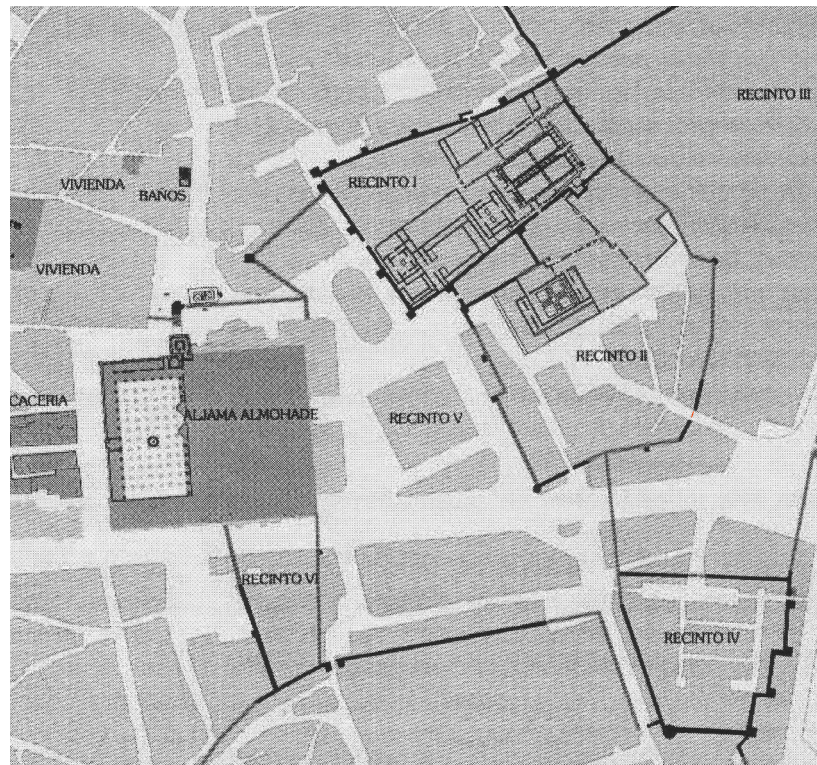 RECINTO III
RECINTO I
VIVIENDA
BAÑOS
VIVIENDA
RECINTO II
CACERIA
ALJAMA ALMOHADE
RECINTO V
RECINTO VI
RECINTO IV